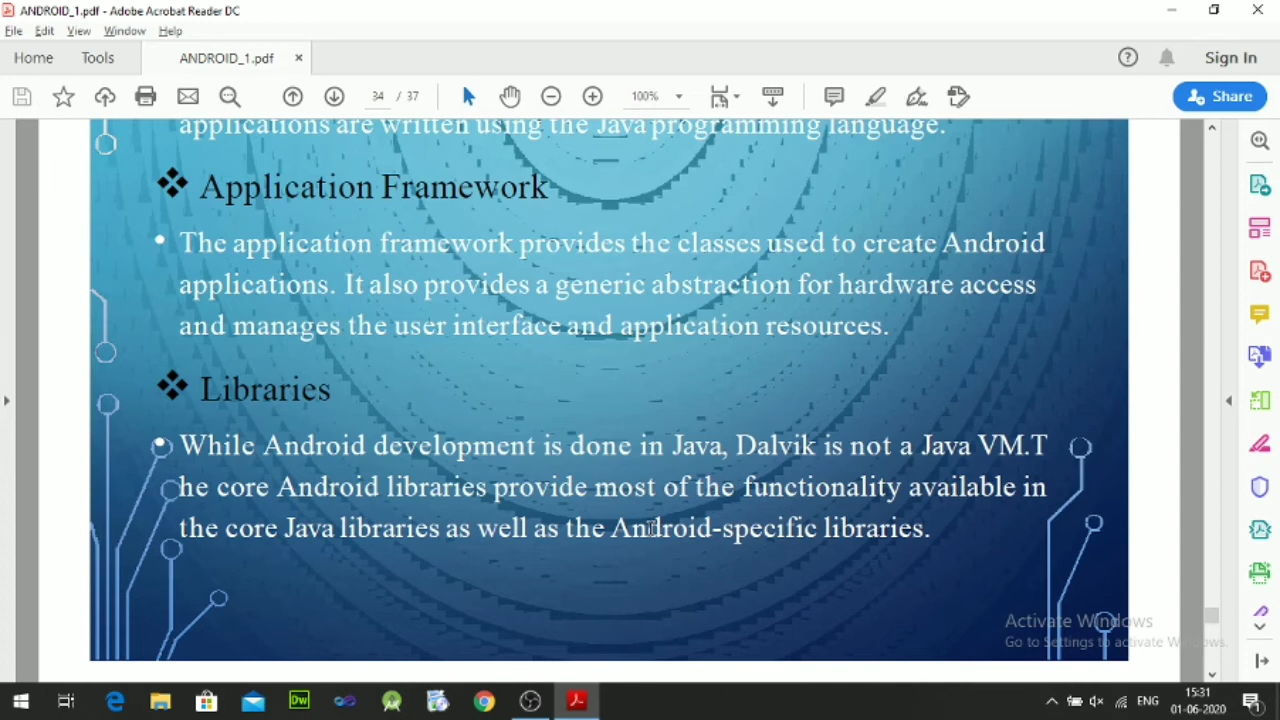 ANDROID_1.pdf - Adobe Acrobat Reader DC
File Edit View Window Help
Home Tools ANDROID_1.pdf × Sign In
34 / 37 100% Share
applications are written using the Java programming language.
❖ Application Framework
• The application framework provides the classes used to create Android
applications. It also provides a generic abstraction for hardware access
and manages the user interface and application resources.
❖ Libraries
• While Android development is done in Java, Dalvik is not a Java VM.T
he core Android libraries provide most of the functionality available in
the core Java libraries as well as the Android-specific libraries.
Activate Windows
Go to Settings to activate Windows.
Dw
ENG
15:31
01-06-2020
1